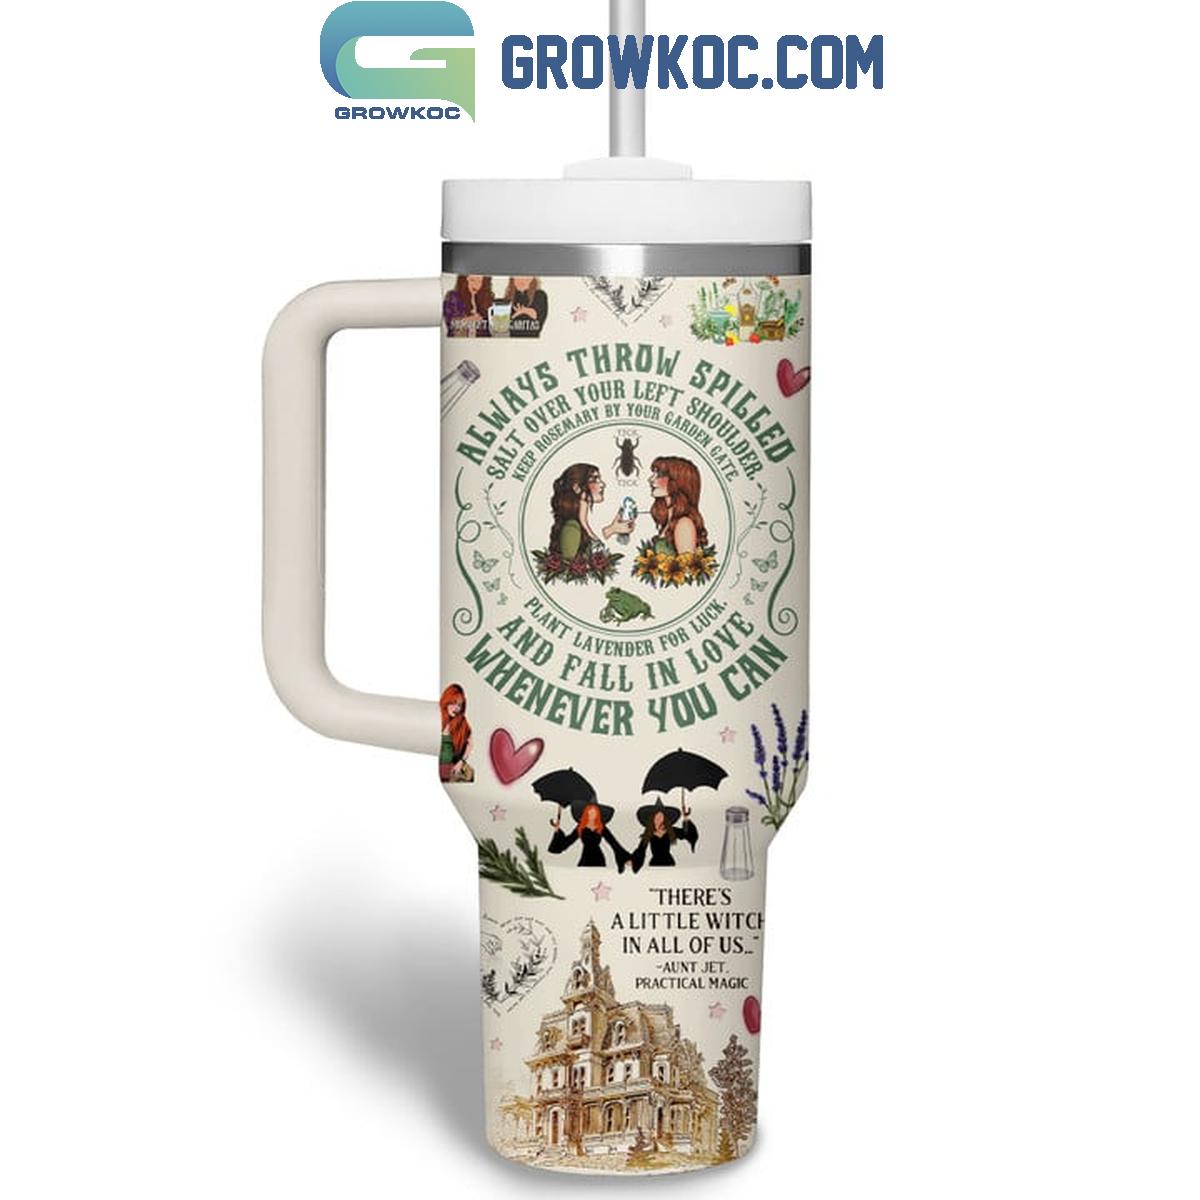 GROWKOC
GROWKOC.COM
MIDNIGHT MARGARITAS
ALWAYS THROW SPILLED
SALT OVER YOUR LEFT SHOULDER,
KEEP ROSEMARY BY YOUR GARDEN GATE
TICK
TICK
PLANT LAVENDER FOR LUCK,
AND FALL IN LOVE
WHENEVER YOU CAN
"THERE'S
A LITTLE WITCH
IN ALL OF US..."
-AUNT JET,
PRACTICAL MAGIC